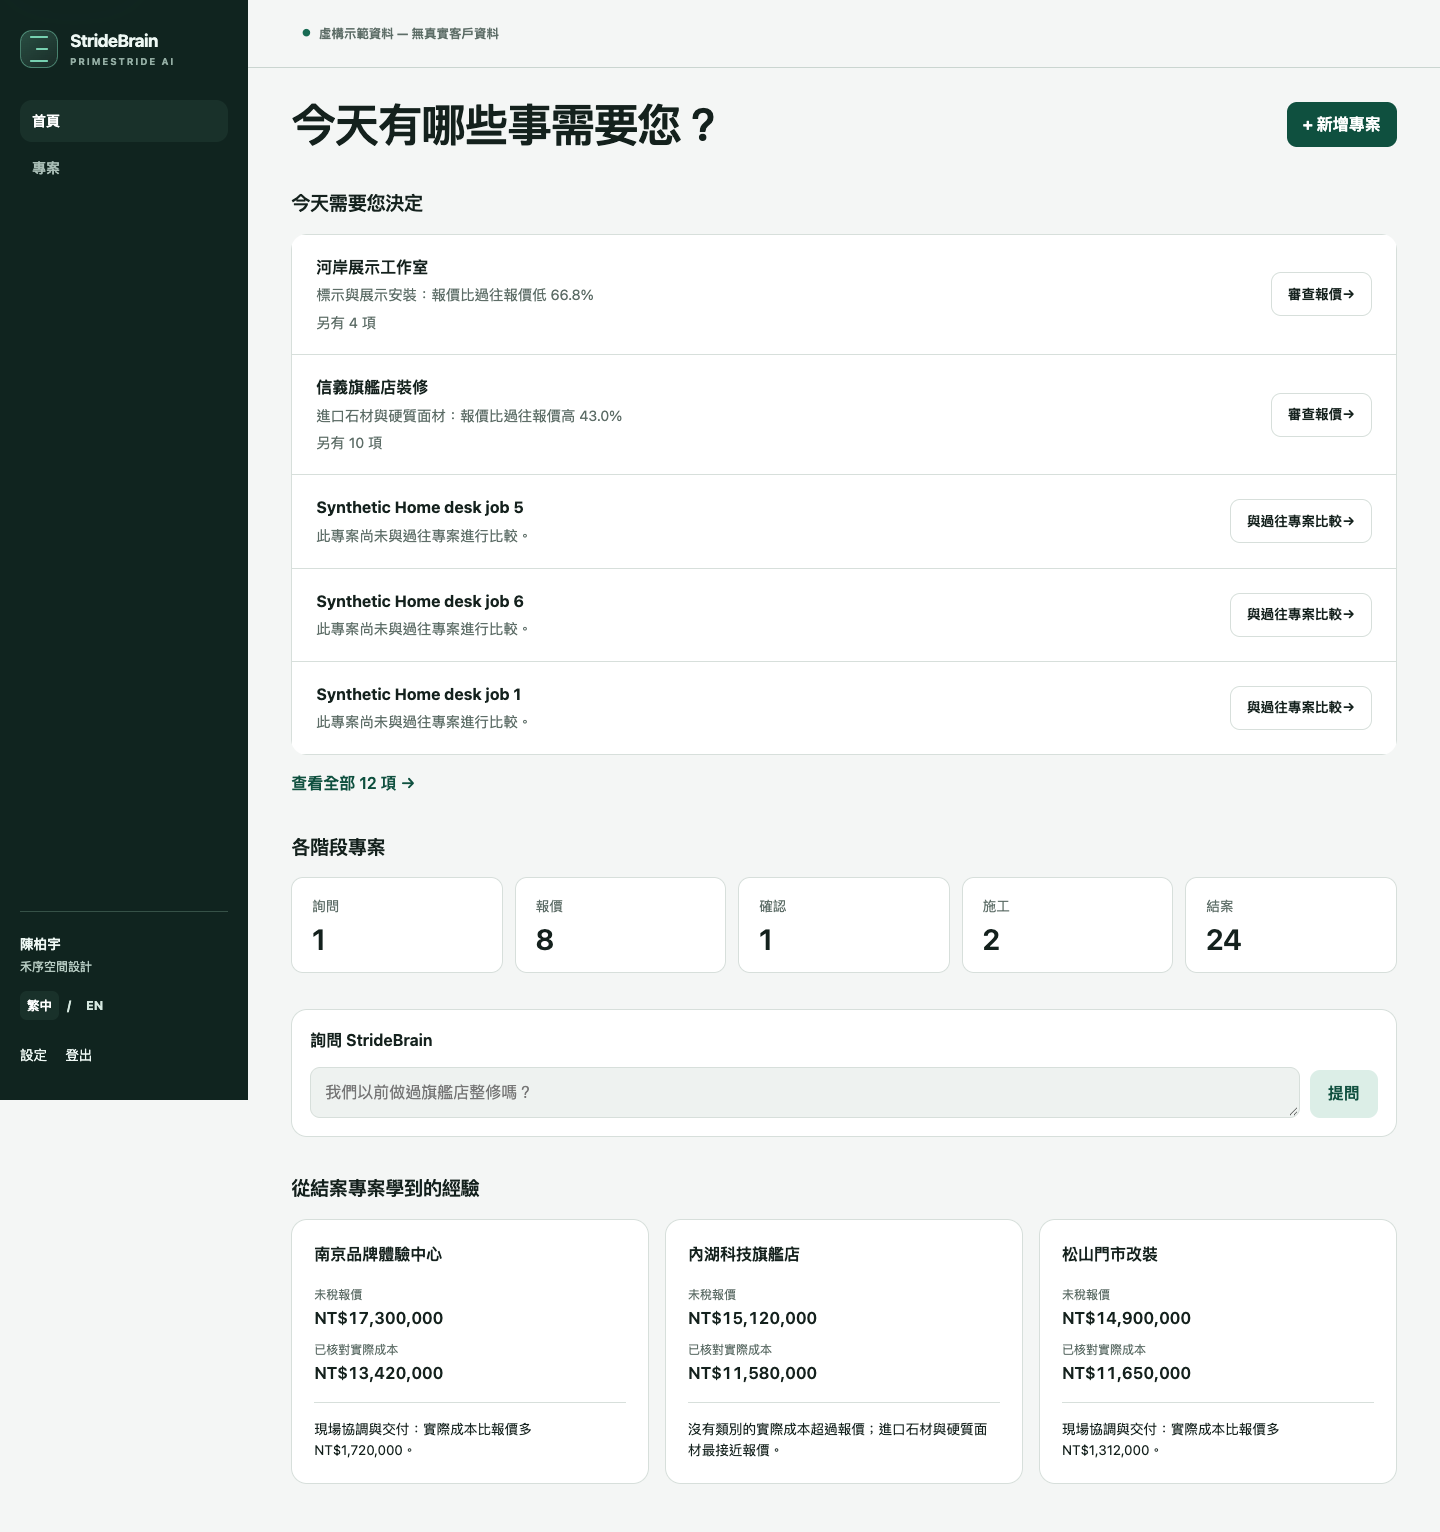 StrideBrain
PRIMESTRIDE AI
首頁
專案
陳柏宇
禾序空間設計
繁中 / EN
設定 登出
虛構示範資料 — 無真實客戶資料
今天有哪些事需要您？
+ 新增專案
今天需要您決定
河岸展示工作室
標示與展示安裝：報價比過往報價低 66.8%
另有 4 項
審查報價→
信義旗艦店裝修
進口石材與硬質面材：報價比過往報價高 43.0%
另有 10 項
審查報價→
Synthetic Home desk job 5
此專案尚未與過往專案進行比較。
與過往專案比較→
Synthetic Home desk job 6
此專案尚未與過往專案進行比較。
與過往專案比較→
Synthetic Home desk job 1
此專案尚未與過往專案進行比較。
與過往專案比較→
查看全部 12 項 →
各階段專案
詢問
1
報價
8
確認
1
施工
2
結案
24
詢問 StrideBrain
我們以前做過旗艦店整修嗎？
提問
從結案專案學到的經驗
南京品牌體驗中心
未稅報價
NT$17,300,000
已核對實際成本
NT$13,420,000
現場協調與交付：實際成本比報價多
NT$1,720,000。
內湖科技旗艦店
未稅報價
NT$15,120,000
已核對實際成本
NT$11,580,000
沒有類別的實際成本超過報價；進口石材與硬質面
材最接近報價。
松山門市改裝
未稅報價
NT$14,900,000
已核對實際成本
NT$11,650,000
現場協調與交付：實際成本比報價多
NT$1,312,000。